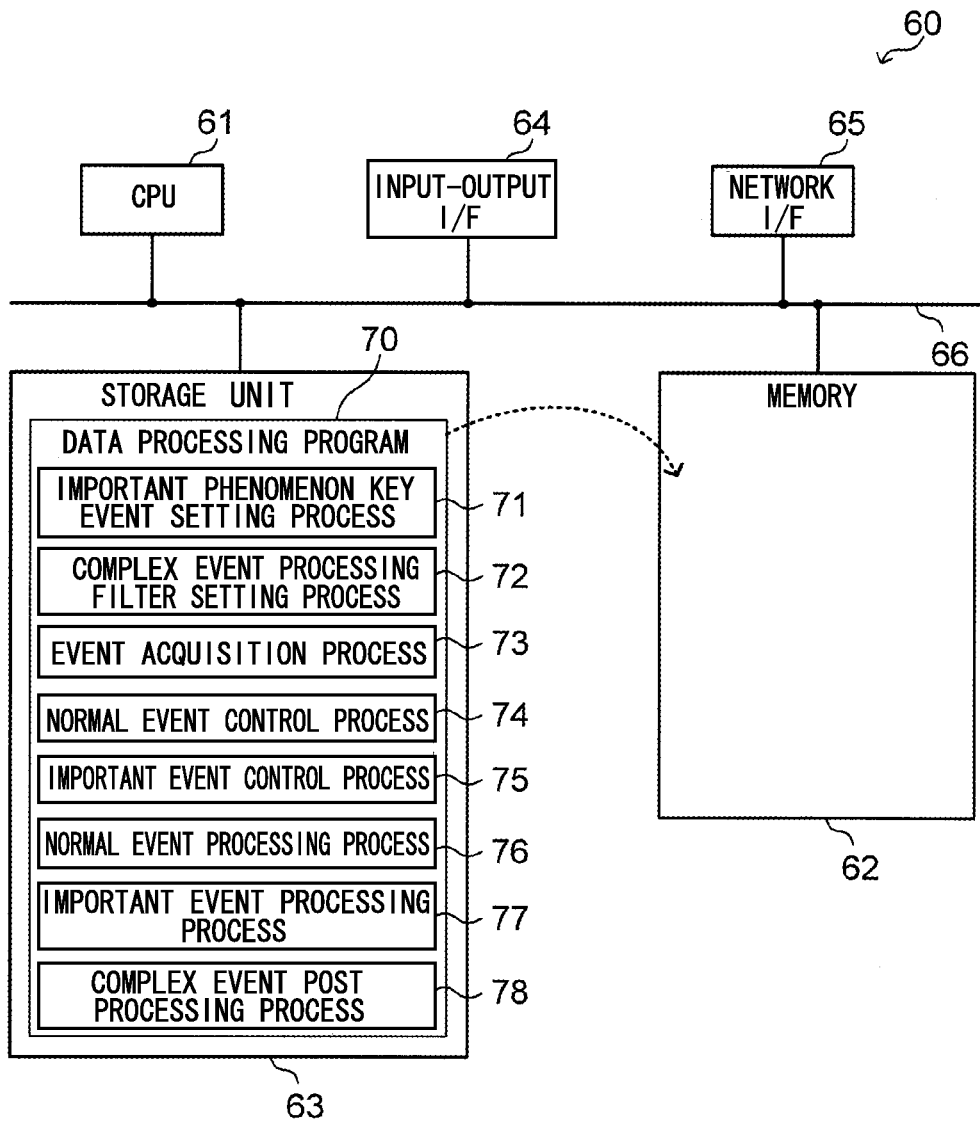 60
61
64
65
CPU
INPUT-OUTPUT
I/F
NETWORK
I/F
66
70
STORAGE UNIT
MEMORY
DATA PROCESSING PROGRAM
IMPORTANT PHENOMENON KEY
EVENT SETTING PROCESS
71
COMPLEX EVENT PROCESSING
FILTER SETTING PROCESS
72
EVENT ACQUISITION PROCESS
73
NORMAL EVENT CONTROL PROCESS
74
IMPORTANT EVENT CONTROL PROCESS
75
NORMAL EVENT PROCESSING PROCESS
76
IMPORTANT EVENT PROCESSING
PROCESS
77
COMPLEX EVENT POST
PROCESSING PROCESS
78
62
63